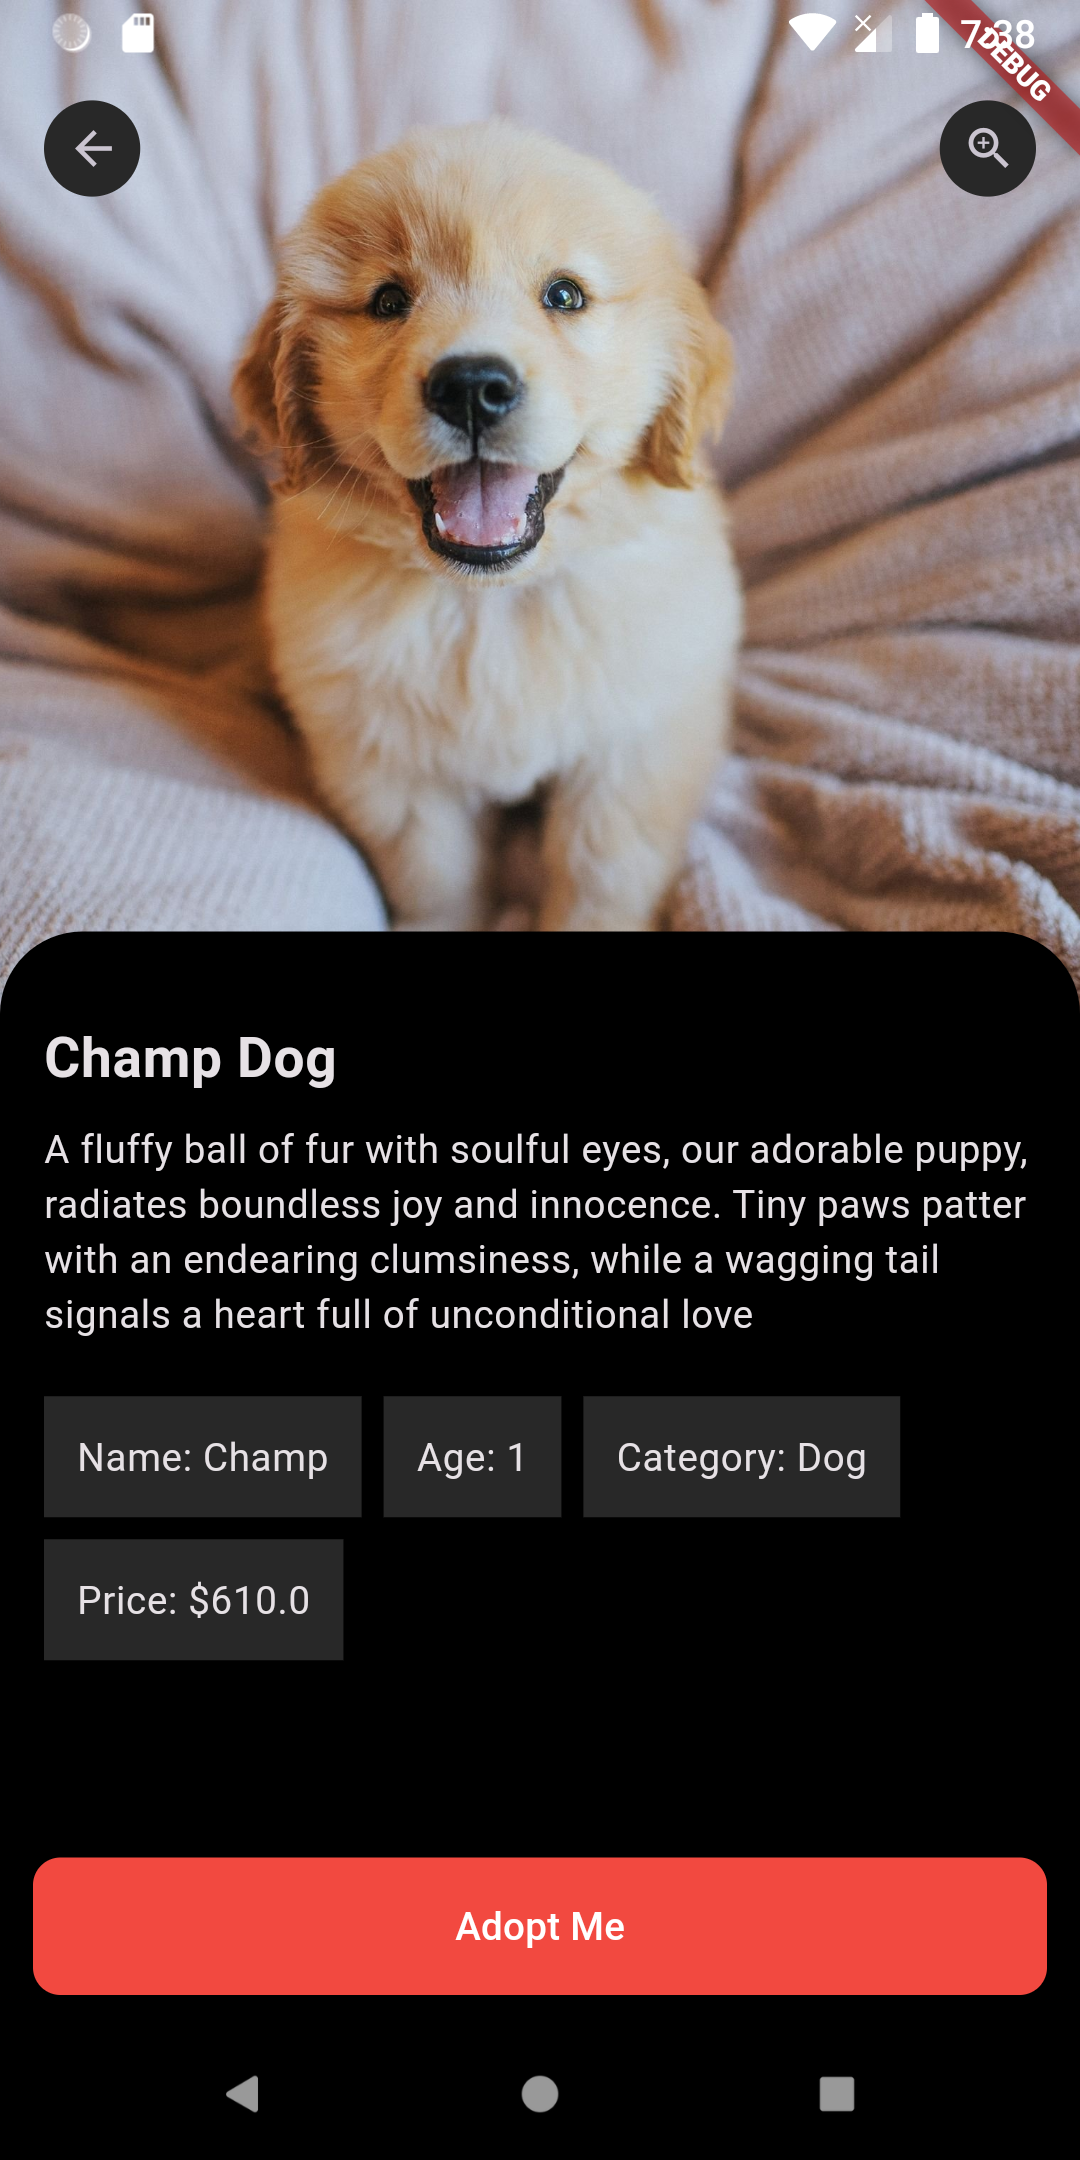 7:38
DEBUG
Champ Dog
A fluffy ball of fur with soulful eyes, our adorable puppy,
radiates boundless joy and innocence. Tiny paws patter
with an endearing clumsiness, while a wagging tail
signals a heart full of unconditional love
Name: Champ
Age: 1
Category: Dog
Price: $610.0
Adopt Me